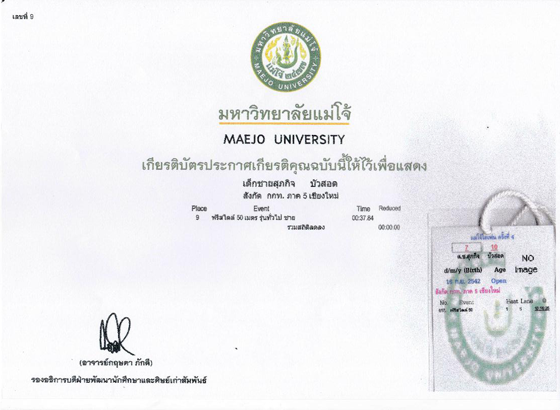 เลขที่ 9
มหาวิทยาลัยแม่โจ้
MAEJO UNIVERSITY
มหาวิทยาลัยแม่โจ้
MAEJO UNIVERSITY
เกียรติบัตรประกาศเกียรติคุณฉบับนี้ให้ไว้เพื่อแสดง
เด็กชายสุภกิจ บัวสอด
สังกัด กกท. ภาค 5 เชียงใหม่
Place Event Time Reduced
9 ฟรีสไตล์ 50 เมตร รุ่นทั่วไป ชาย 00:37.84
รวมสถิติลดลง 00:00.00
แม่โจ้โอเพ่น ครั้งที่ 4
7 10
ด.ช.สุภกิจ บัวสอด
NO
image
d/m/y (Birth) Age
10 ก.ย. 2542 Open
สังกัด กกท. ภาค 5 เชียงใหม่
No Event Heat Lane
ฟรีสไตล์ 50
UNIVERSITY
(อาจารย์กฤษดา ภักดี)
รองอธิการบดีฝ่ายพัฒนานักศึกษาและศิษย์เก่าสัมพันธ์